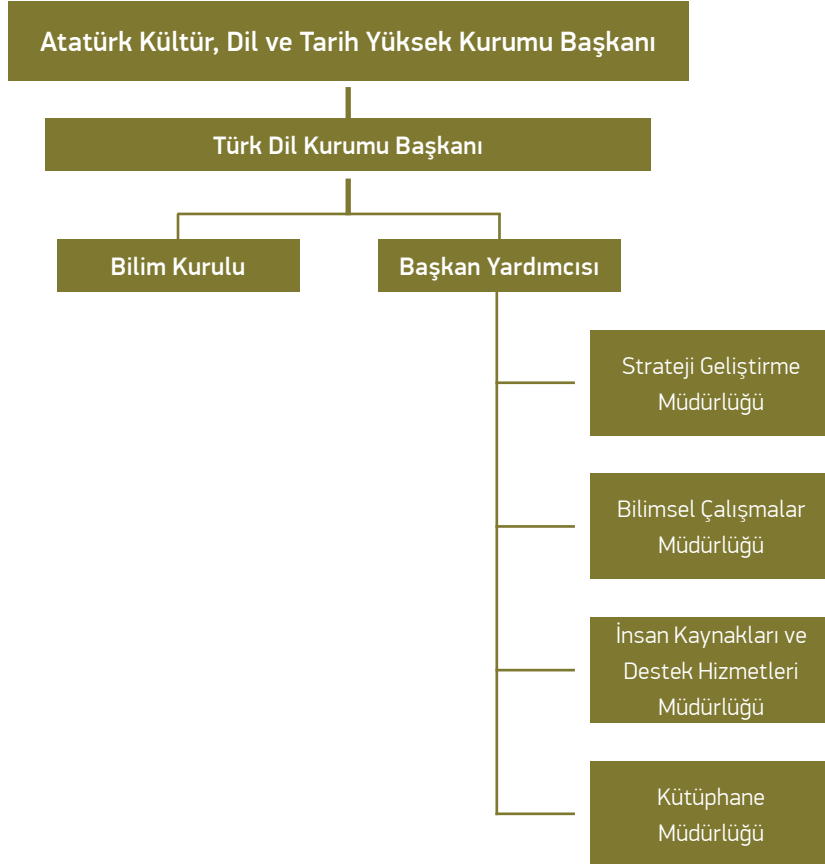 Atatürk Kültür, Dil ve Tarih Yüksek Kurumu Başkanı
Türk Dil Kurumu Başkanı
Bilim Kurulu
Başkan Yardımcısı
Strateji Geliştirme
Müdürlüğü
Bilimsel Çalışmalar
Müdürlüğü
İnsan Kaynakları ve
Destek Hizmetleri
Müdürlüğü
Kütüphane
Müdürlüğü